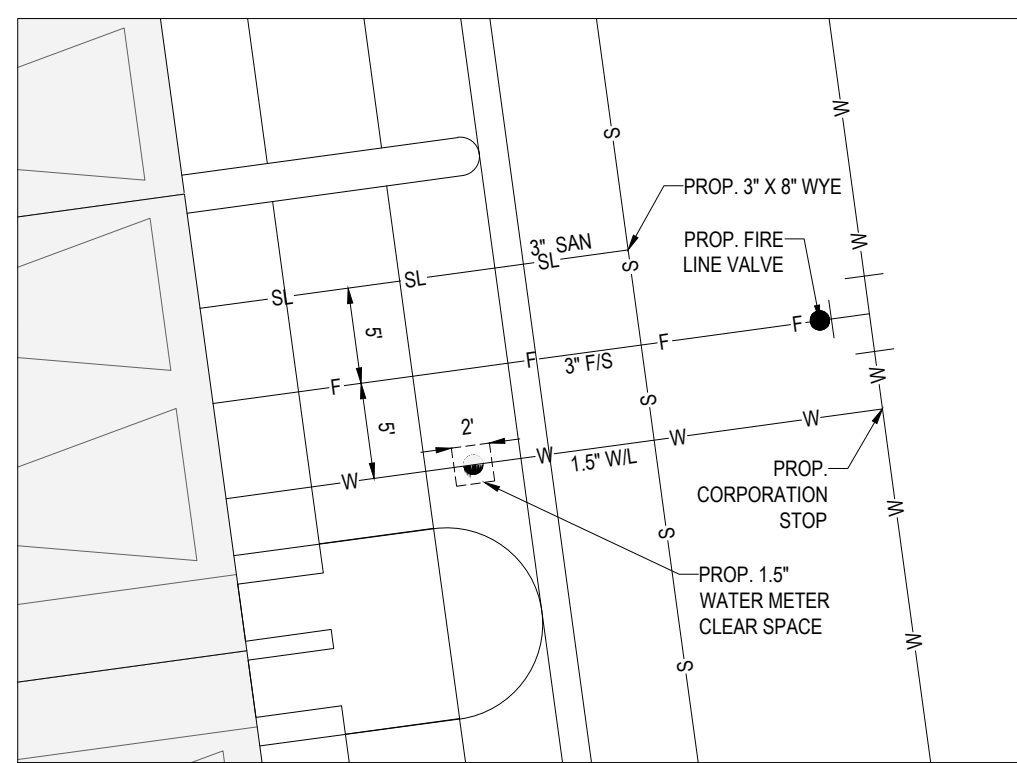 W
S
PROP. 3" X 8" WYE
3" SAN
SL
SL
SL
S
W
PROP. FIRE
LINE VALVE
5'
F
F
F
F
3" F/S
W
S
5'
2'
W
W
W
W
1.5" W/L
PROP.
CORPORATION
STOP
W
S
PROP. 1.5"
WATER METER
CLEAR SPACE
W
S